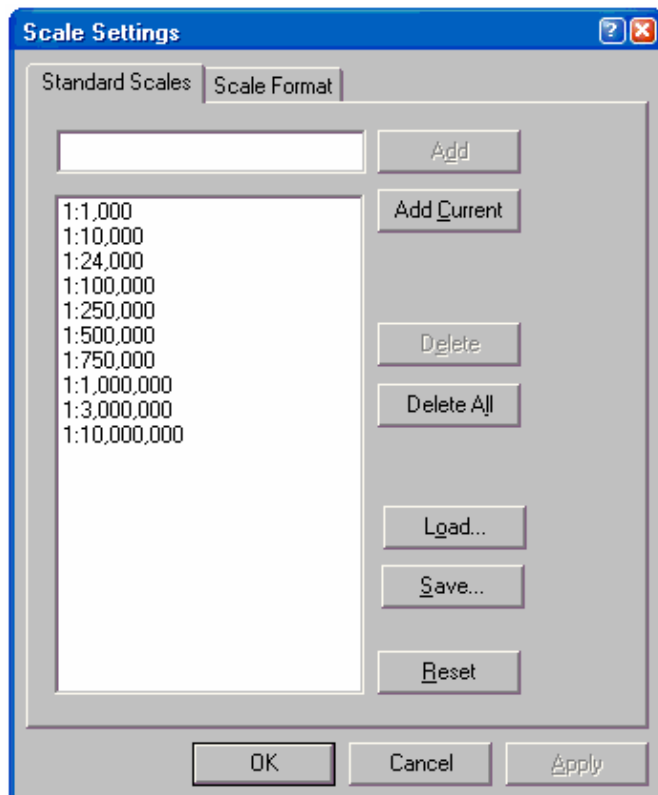 Scale Settings
Standard Scales
Scale Format
Add
1:1,000
1:10,000
1:24,000
1:100,000
1:250,000
1:500,000
1:750,000
1:1,000,000
1:3,000,000
1:10,000,000
Add Current
Delete
Delete All
Load...
Save...
Reset
OK
Cancel
Apply